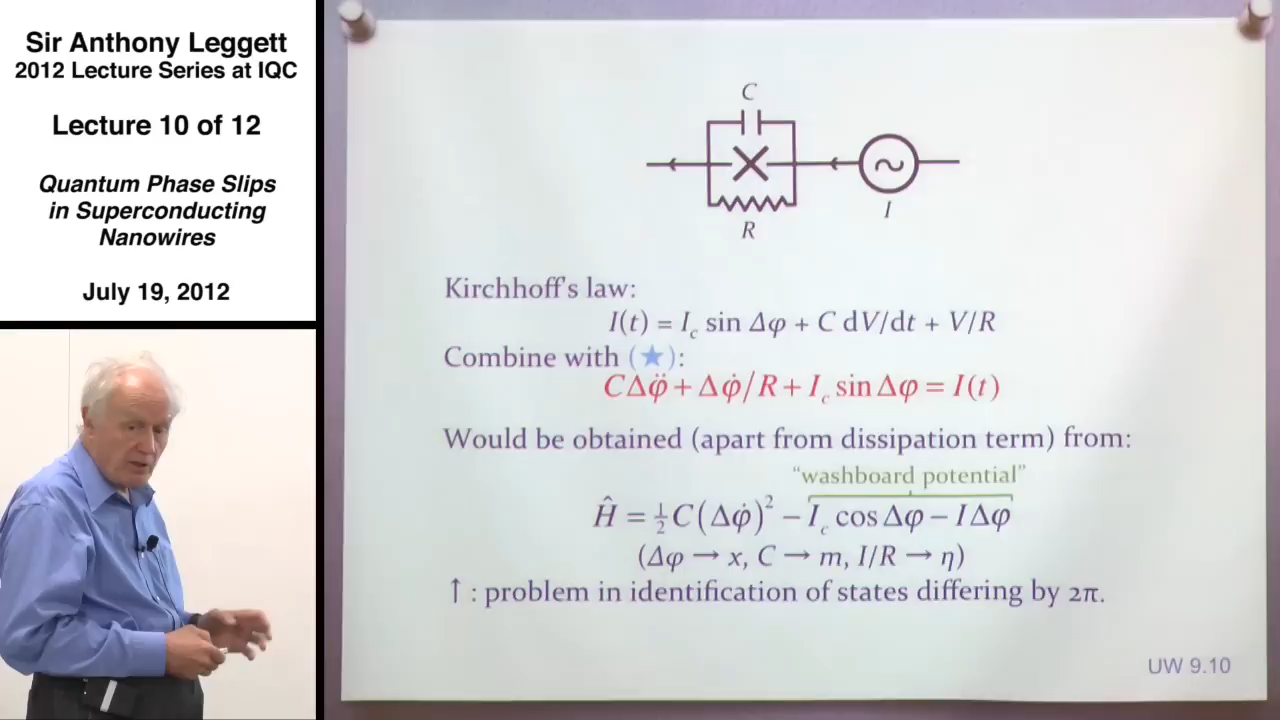 Sir Anthony Leggett
2012 Lecture Series at IQC
Lecture 10 of 12
Quantum Phase Slips
in Superconducting
Nanowires
July 19, 2012
C
R
I
Kirchhoff's law:
I(t) = I_c sin Δφ + C dV/dt + V/R
Combine with (★):
CΔφ̈ + Δφ̇/R + I_c sin Δφ = I(t)
Would be obtained (apart from dissipation term) from:
"washboard potential"
Ĥ = ½C(Δφ̇)² − I_c cos Δφ − IΔφ
(Δφ → x, C → m, I/R → η)
↑ : problem in identification of states differing by 2π.
UW 9.10